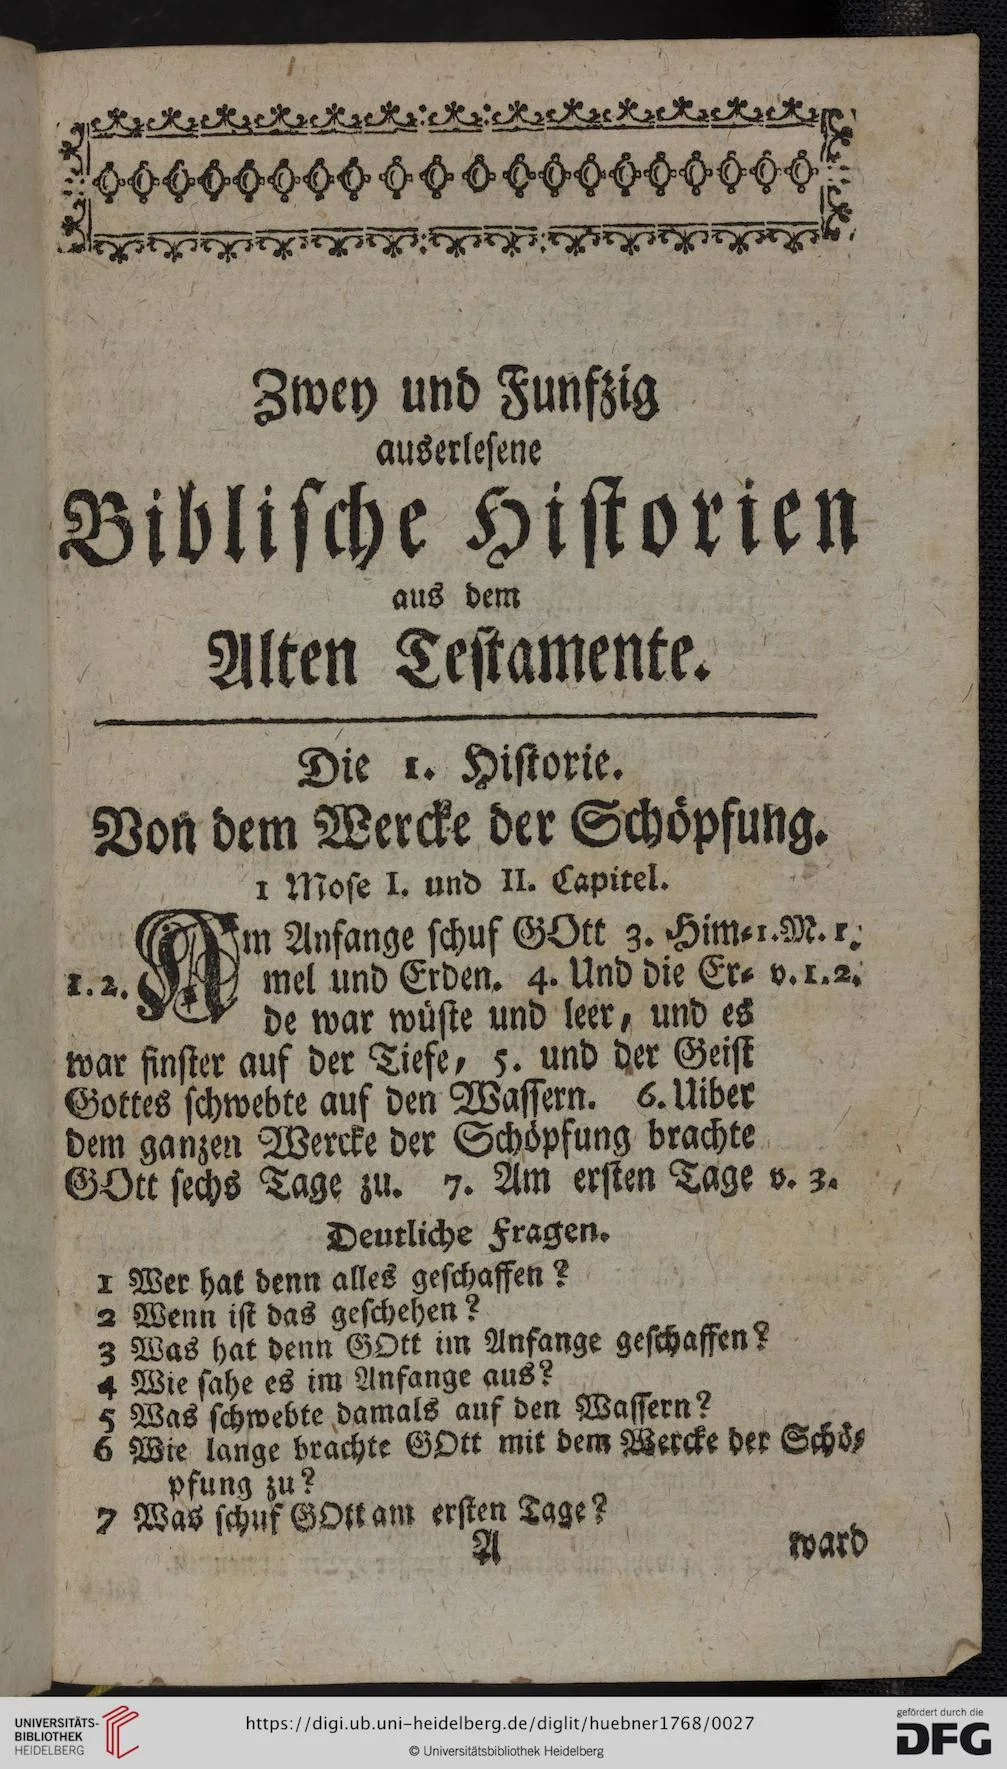 Zwey und Funfzig
auserlesene
Biblische Historien
aus dem
Alten Testamente.
Die 1. Historie.
Von dem Wercke der Schöpfung.
1 Mose I. und II. Capitel.
Am Anfange schuf GOtt 3. Him⸗ 1. M. 1.
1. 2. mel und Erden. 4. Und die Er⸗ v. 1. 2.
de war wüste und leer, und es
war finster auf der Tiefe, 5. und der Geist
Gottes schwebte auf den Wassern. 6. Uiber
dem ganzen Wercke der Schöpfung brachte
GOtt sechs Tage zu. 7. Am ersten Tage v. 3.
Deutliche Fragen.
1 Wer hat denn alles geschaffen?
2 Wenn ist das geschehen?
3 Was hat denn GOtt im Anfange geschaffen?
4 Wie sahe es im Anfange aus?
5 Was schwebte damals auf den Wassern?
6 Wie lange brachte GOtt mit dem Wercke der Schö⸗
pfung zu?
7 Was schuf GOtt am ersten Tage?
A ward
UNIVERSITÄTS-
BIBLIOTHEK
HEIDELBERG
https://digi.ub.uni-heidelberg.de/diglit/huebner1768/0027
© Universitätsbibliothek Heidelberg
gefördert durch die
DFG